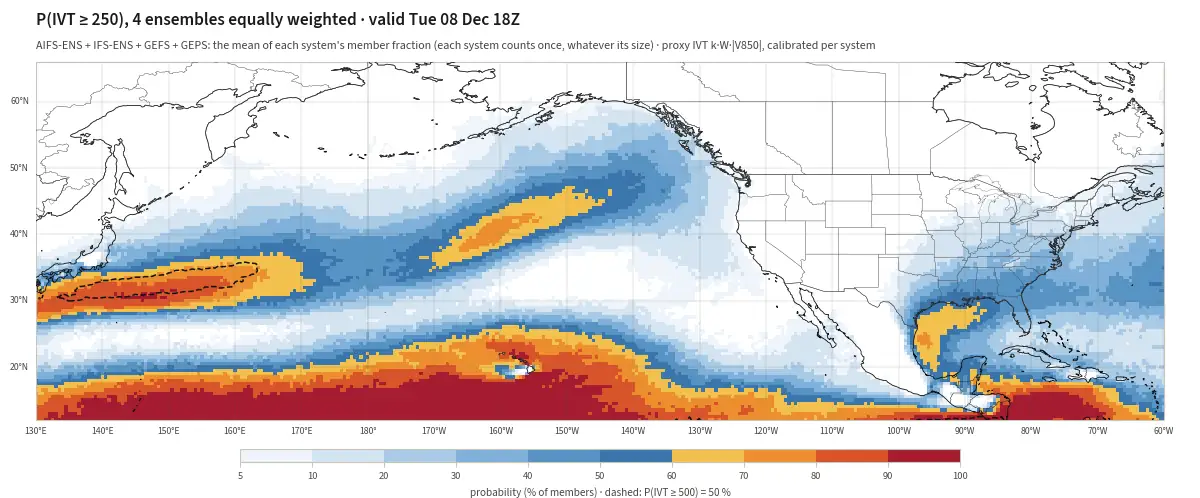 P(IVT ≥ 250), 4 ensembles equally weighted · valid Tue 08 Dec 18Z
AIFS-ENS + IFS-ENS + GEFS + GEPS: the mean of each system's member fraction (each system counts once, whatever its size) · proxy IVT k·W·|V850|, calibrated per system
60°N
50°N
40°N
30°N
20°N
130°E 140°E 150°E 160°E 170°E 180° 170°W 160°W 150°W 140°W 130°W 120°W 110°W 100°W 90°W 80°W 70°W 60°W
5 10 20 30 40 50 60 70 80 90 100
probability (% of members) · dashed: P(IVT ≥ 500) = 50 %